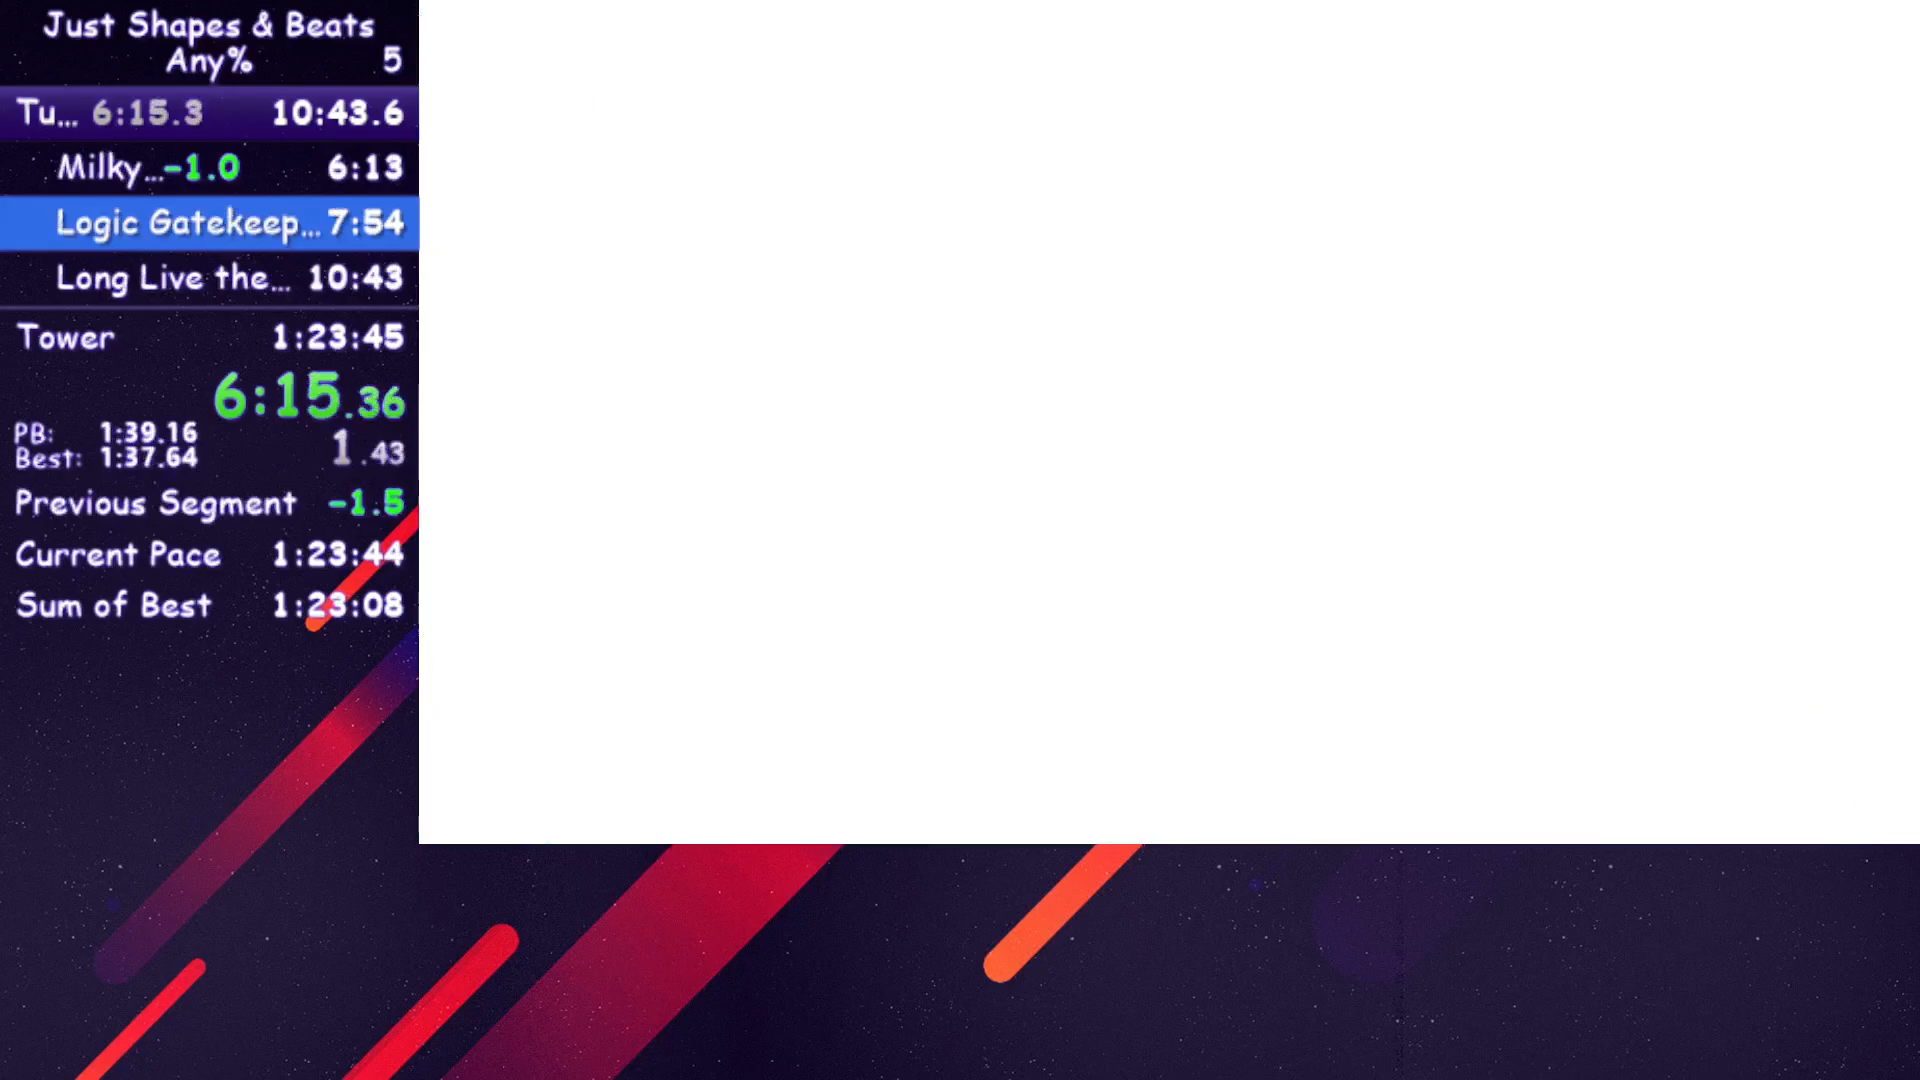 Just Shapes & Beats
Any% 5
Tu... 6:15.3 10:43.6
Milky... -1.0 6:13
Logic Gatekeep... 7:54
Long Live the... 10:43
Tower 1:23:45
6:15.36
PB: 1:39.16
Best: 1:37.64
1.43
Previous Segment -1.5
Current Pace 1:23:44
Sum of Best 1:23:08